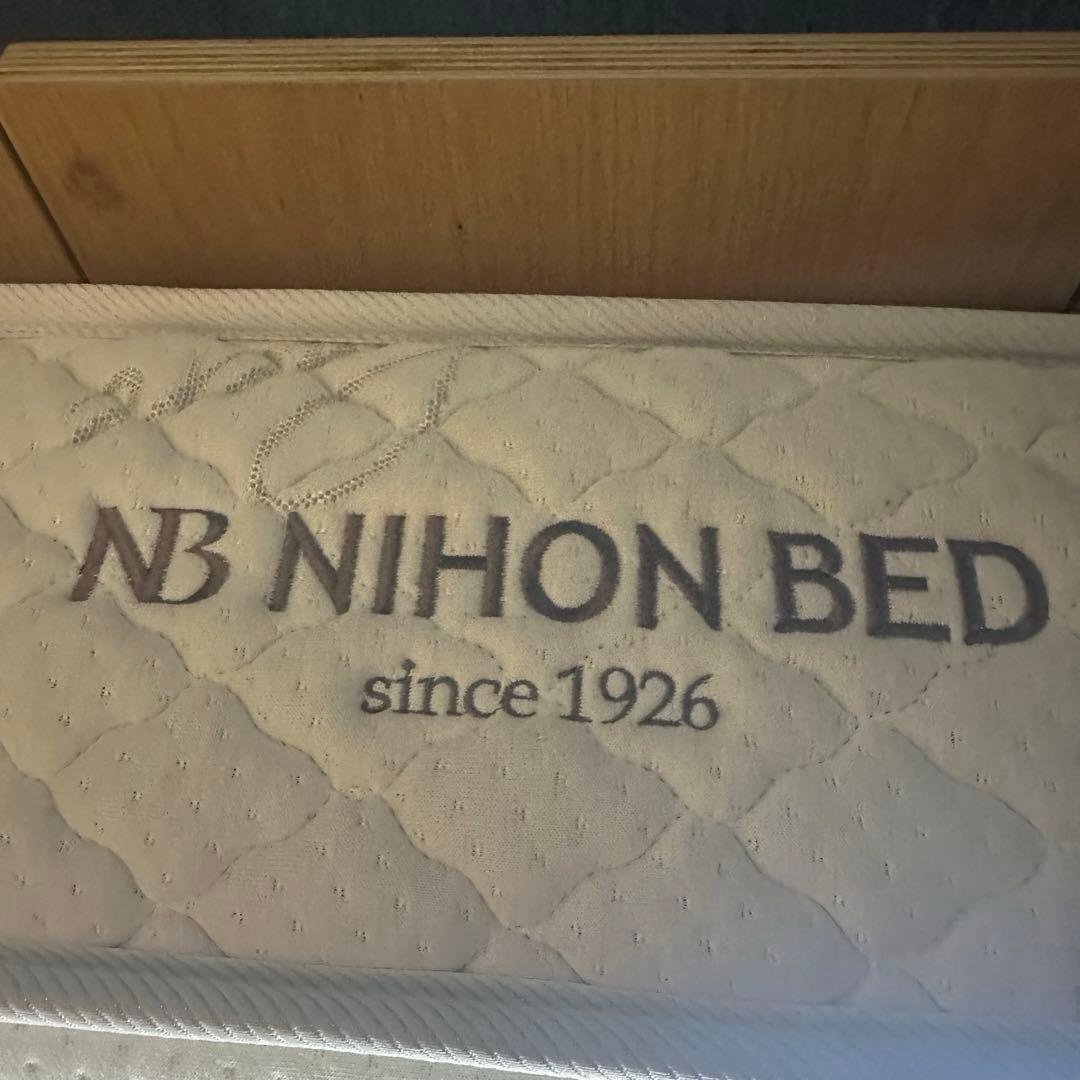 NB NIHON BED
since 1926